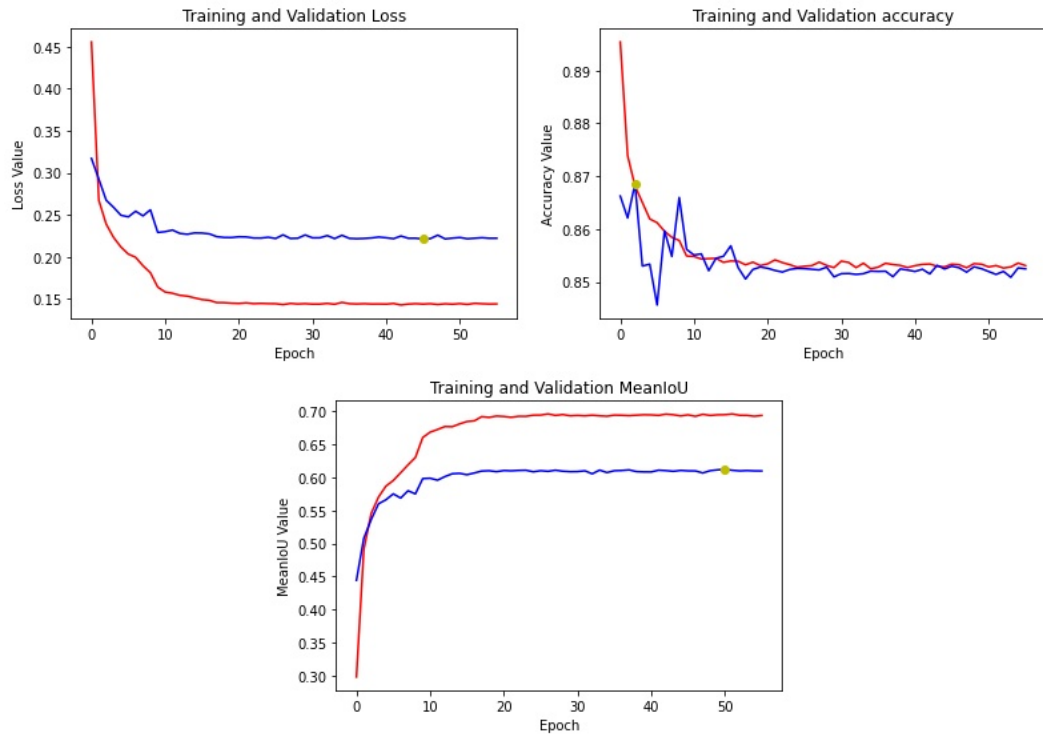 Training and Validation Loss
0.45
0.40
0.35
0.30
0.25
0.20
0.15
Loss Value
0 10 20 30 40 50
Epoch
Training and Validation accuracy
0.89
0.88
0.87
0.86
0.85
Accuracy Value
0 10 20 30 40 50
Epoch
Training and Validation MeanIoU
0.70
0.65
0.60
0.55
0.50
0.45
0.40
0.35
0.30
MeanIoU Value
0 10 20 30 40 50
Epoch